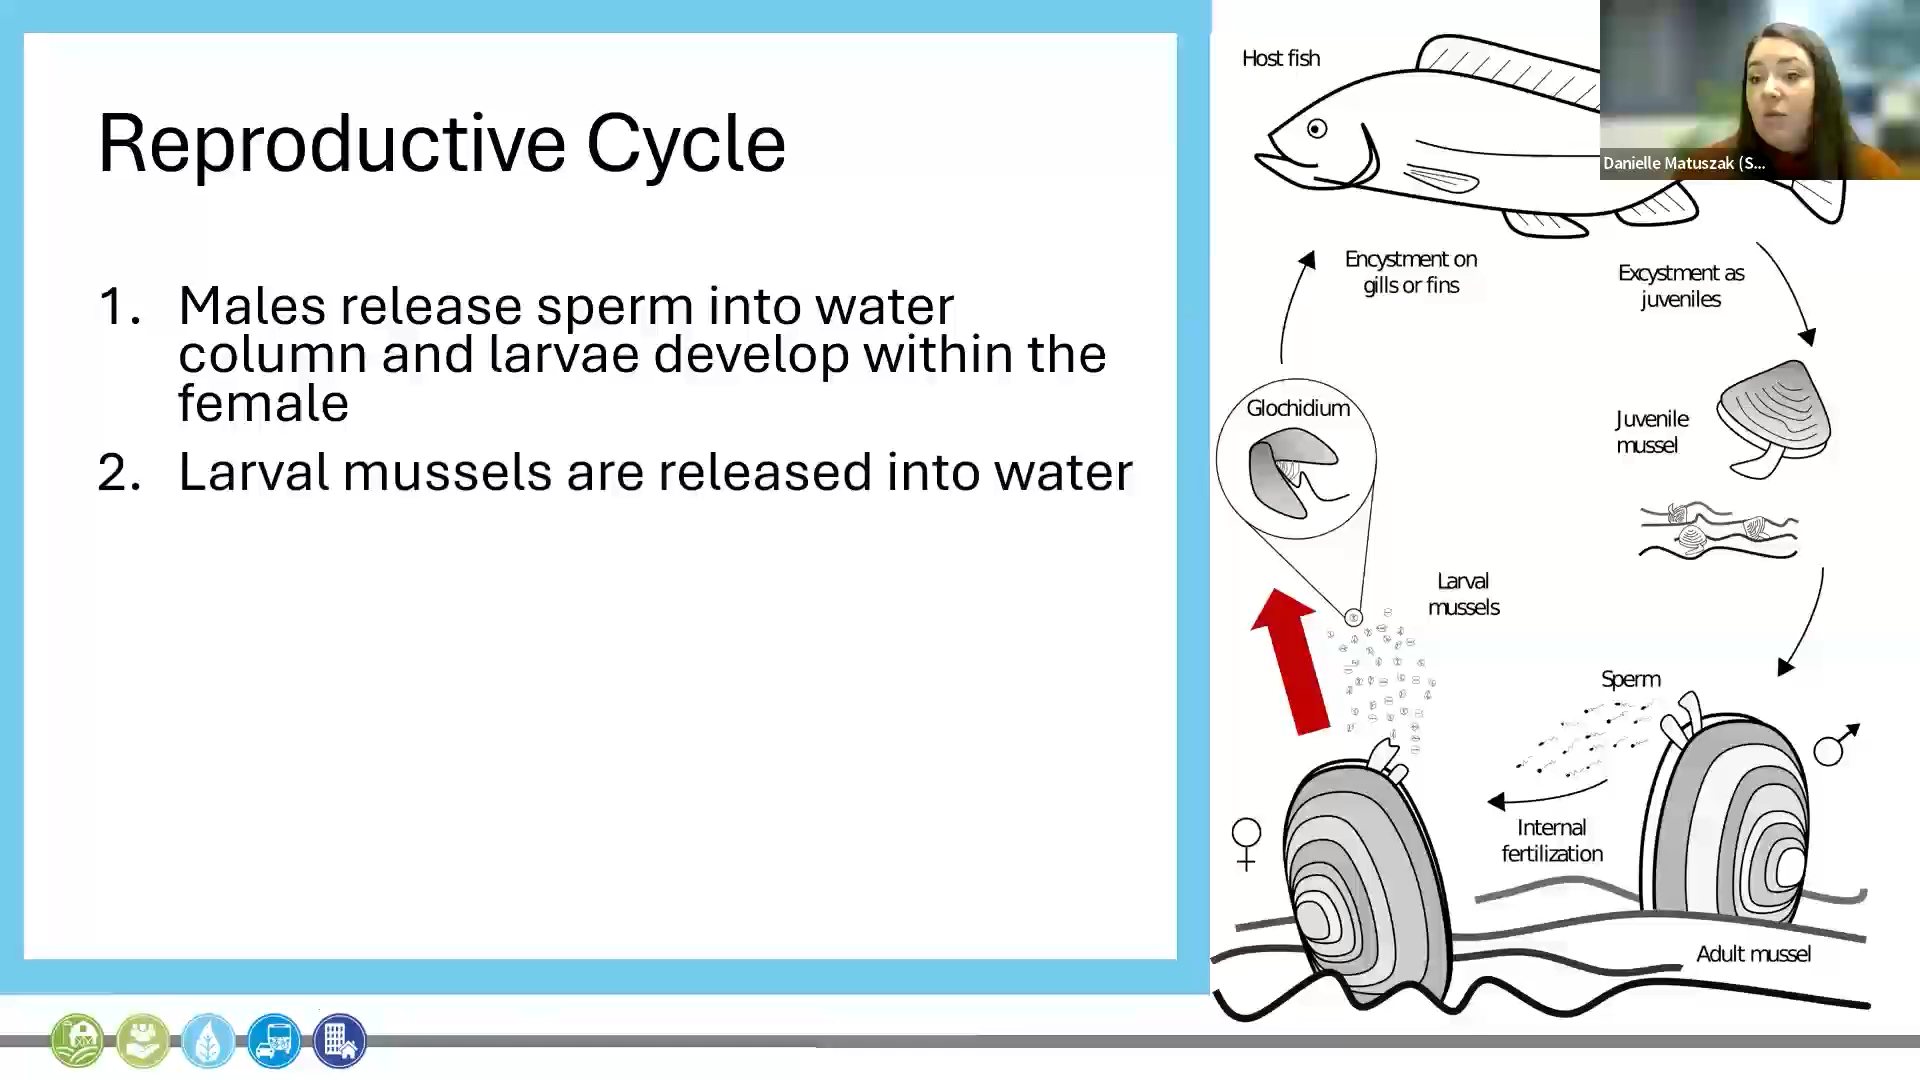 Reproductive Cycle
1. Males release sperm into water
column and larvae develop within the
female
2. Larval mussels are released into water
Host fish
Danielle Matuszak (S...
Encystment on
gills or fins
Excystment as
juveniles
Glochidium
Juvenile
mussel
Larval
mussels
Sperm
Internal
fertilization
Adult mussel